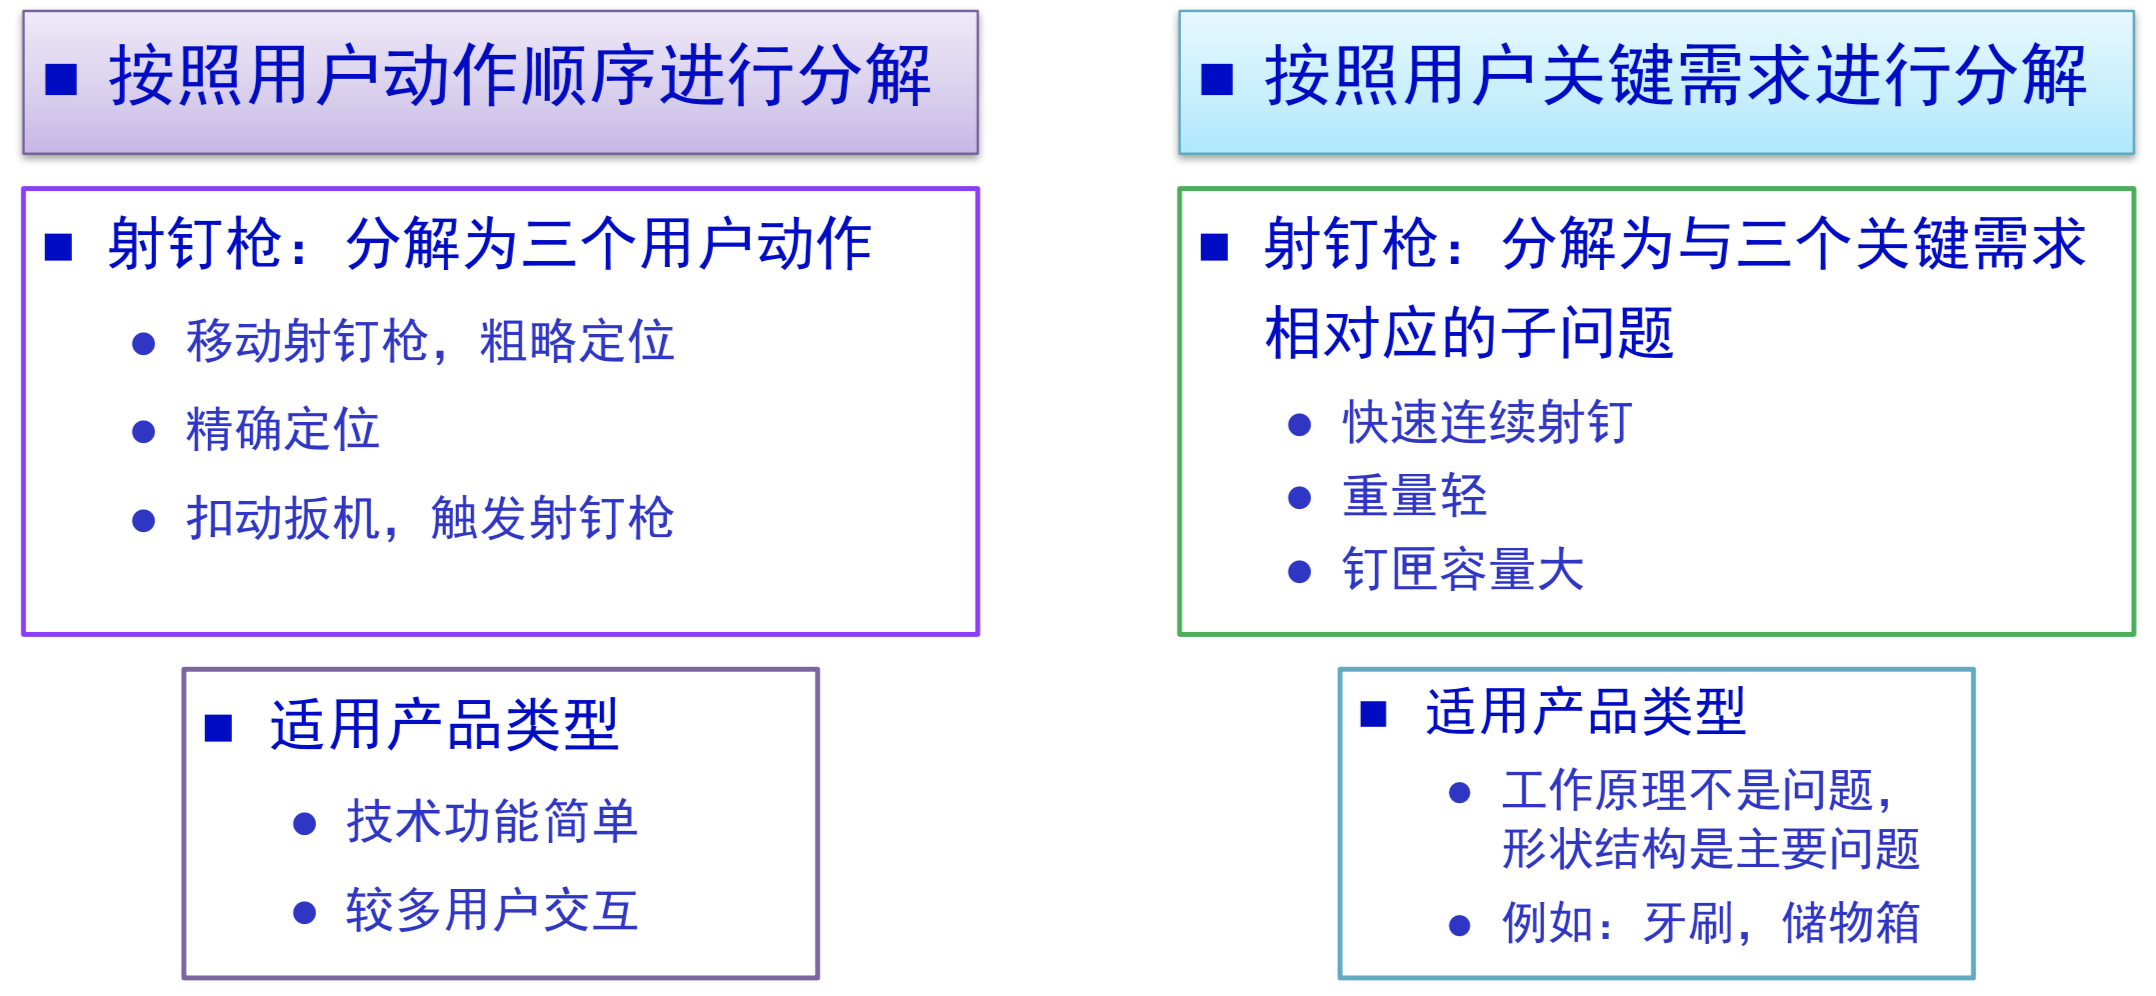 ■ 按照用户动作顺序进行分解
■ 射钉枪：分解为三个用户动作
● 移动射钉枪，粗略定位
● 精确定位
● 扣动扳机，触发射钉枪
■ 适用产品类型
● 技术功能简单
● 较多用户交互
■ 按照用户关键需求进行分解
■ 射钉枪：分解为与三个关键需求
相对应的子问题
● 快速连续射钉
● 重量轻
● 钉匣容量大
■ 适用产品类型
● 工作原理不是问题，
形状结构是主要问题
● 例如：牙刷，储物箱